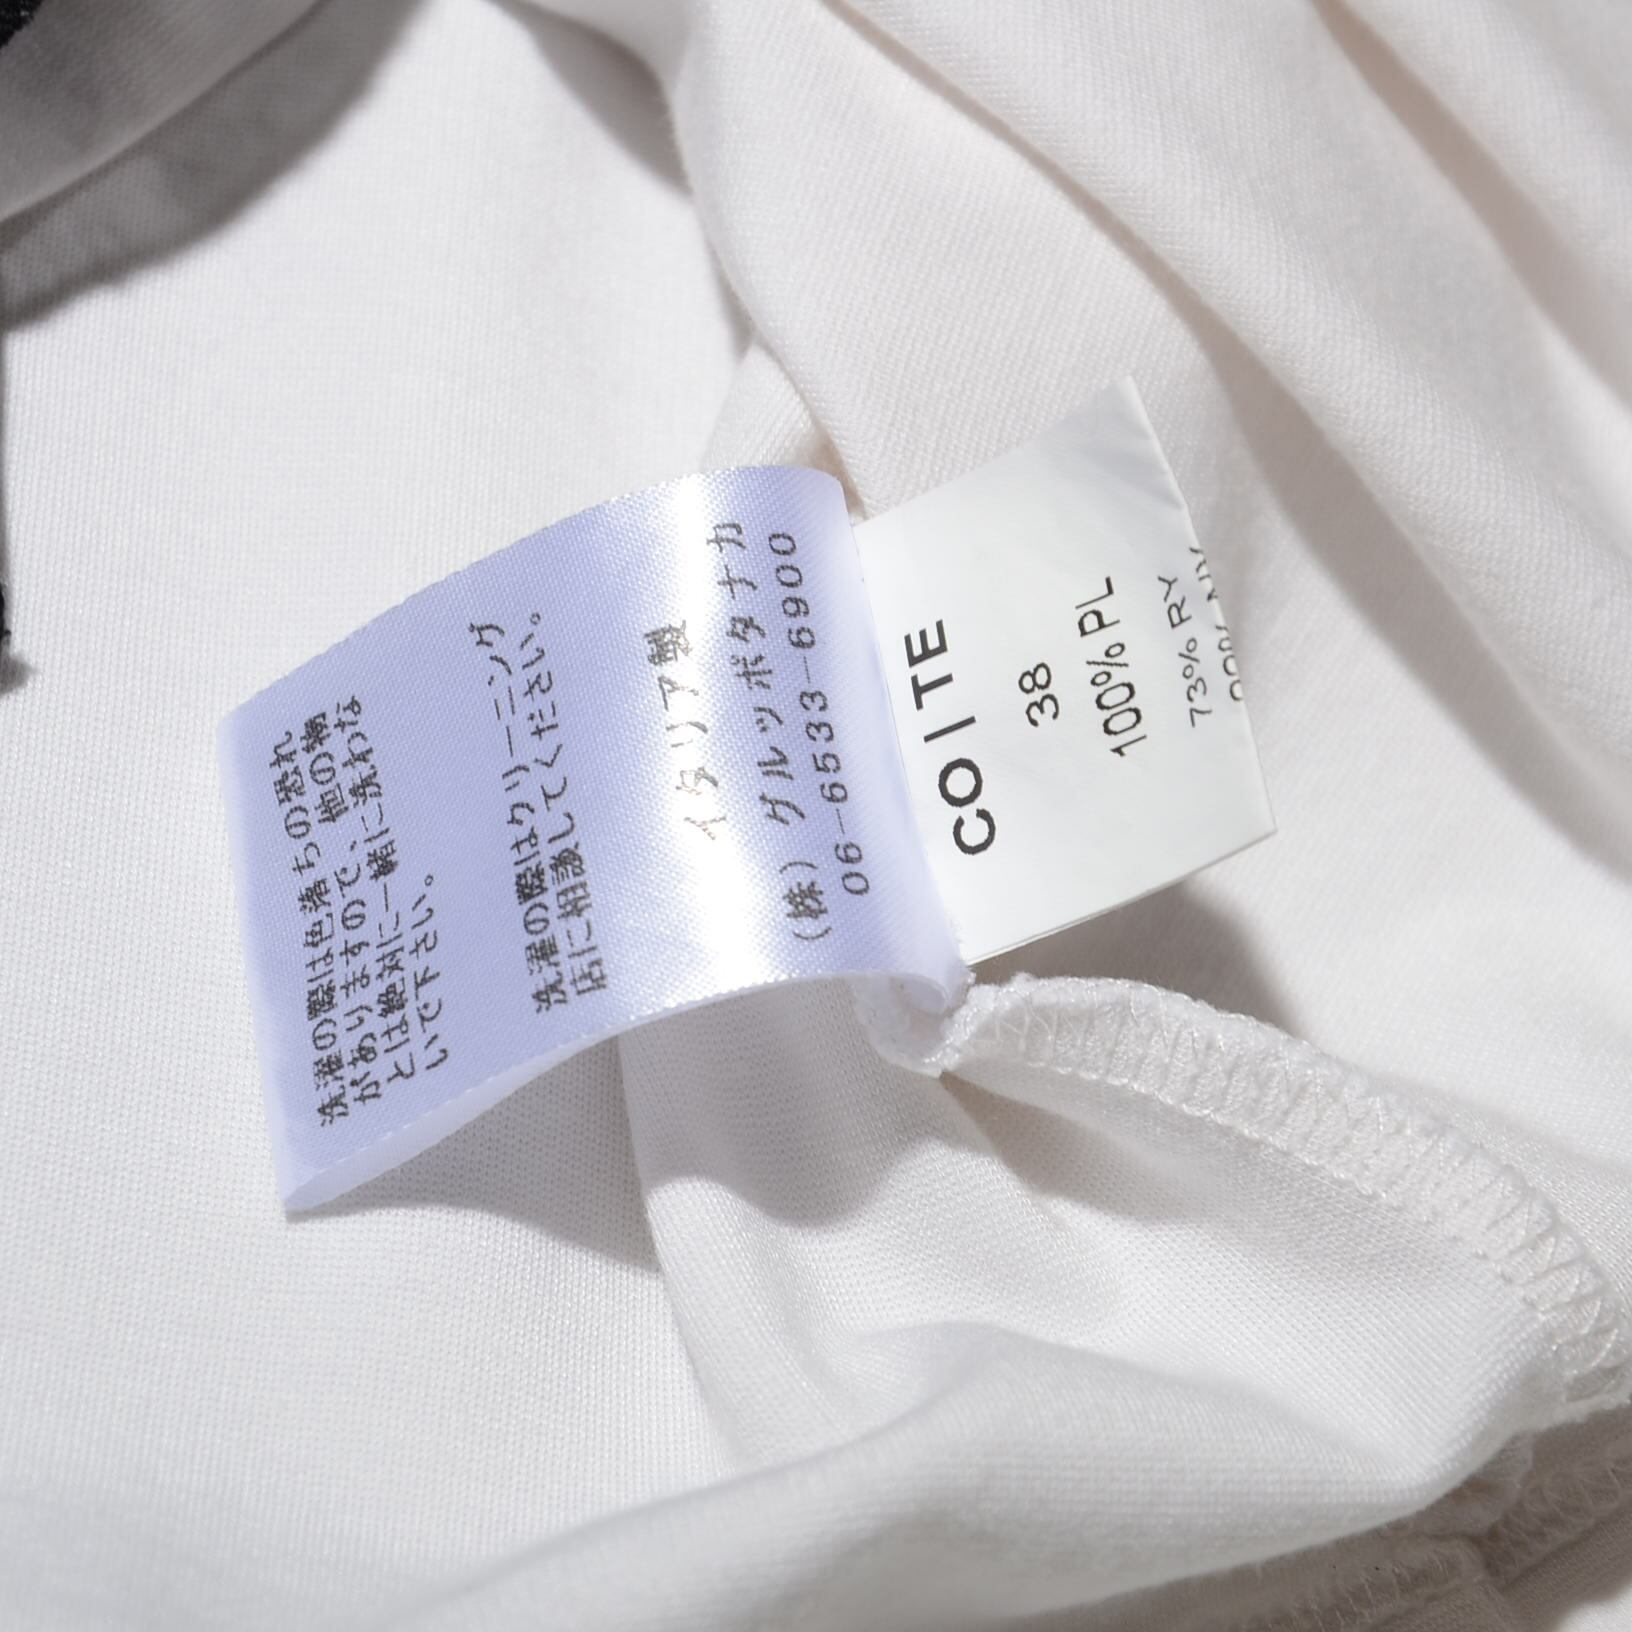 洗濯の際は色落ちの恐れ
がありますので、他の物
とは絶対に一緒に洗わな
いで下さい。
洗濯の際はクリーニング
店に相談してください。
イタリア製
(株)グルッポタナカ
06-6533-6900
COITE
38
100%PL
73% RY